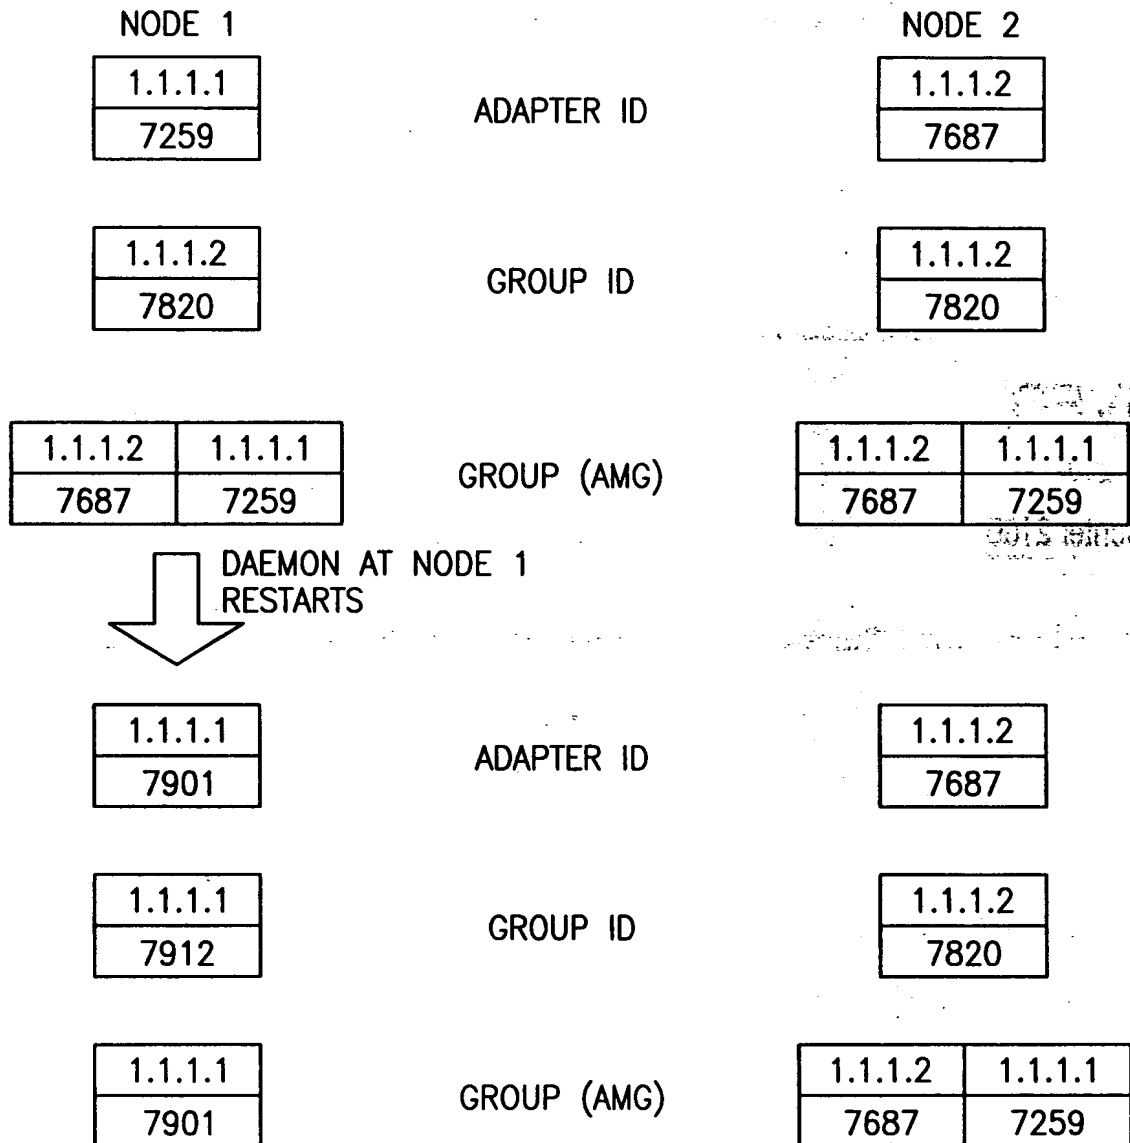 NODE 1 NODE 2
1.1.1.1 1.1.1.2
7259 ADAPTER ID 7687
1.1.1.2 1.1.1.2
7820 GROUP ID 7820
1.1.1.2 1.1.1.1 1.1.1.2 1.1.1.1
7687 7259 GROUP (AMG) 7687 7259
DAEMON AT NODE 1
RESTARTS
1.1.1.1 1.1.1.2
7901 ADAPTER ID 7687
1.1.1.1 1.1.1.2
7912 GROUP ID 7820
1.1.1.1 1.1.1.2 1.1.1.1
7901 GROUP (AMG) 7687 7259